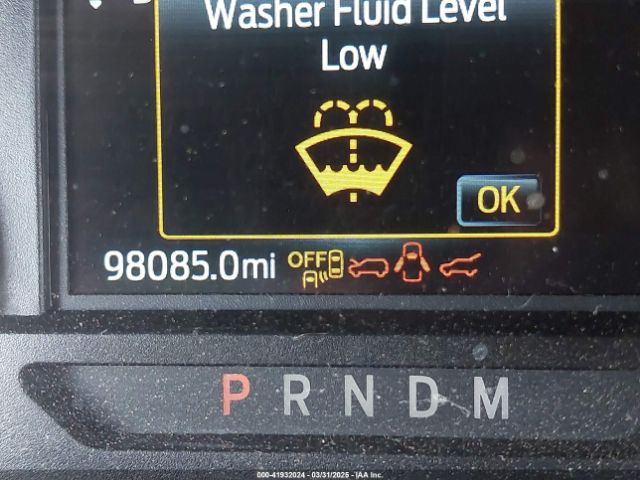 Washer Fluid Level
Low
OK
98085.0mi
OFF
P R N D M
000-41932024 - 03/31/2025 - IAA Inc.